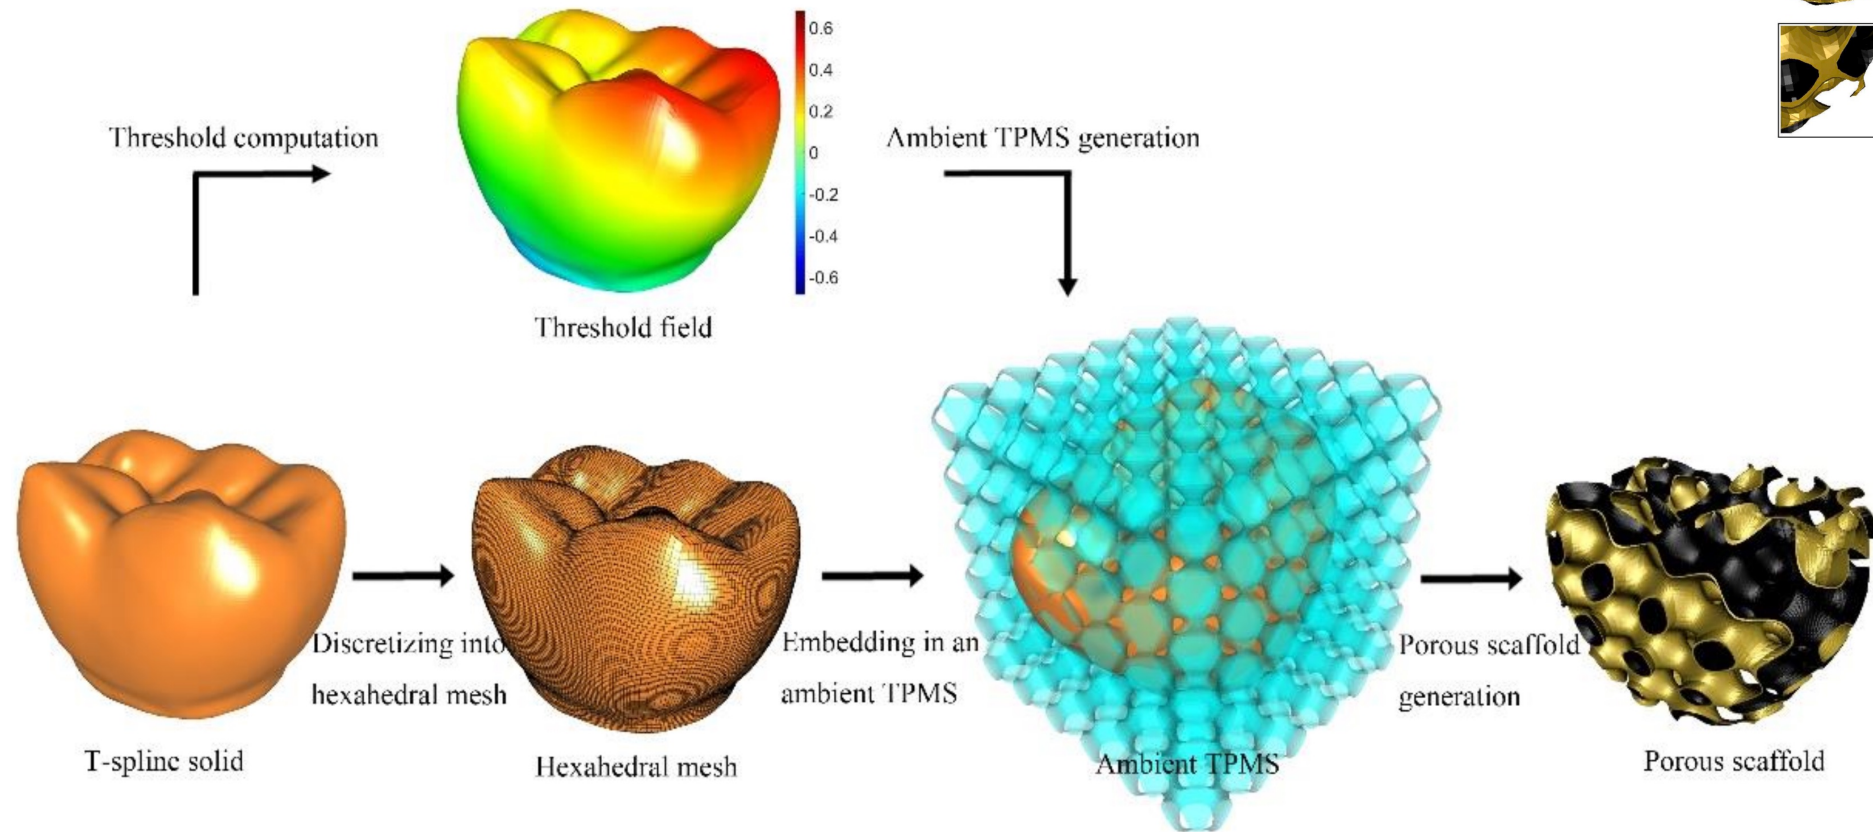 0.6
0.4
0.2
0
-0.2
-0.4
-0.6
Threshold computation
Ambient TPMS generation
Threshold field
Discretizing into
hexahedral mesh
Embedding in an
ambient TPMS
Porous scaffold
generation
T-spline solid
Hexahedral mesh
Ambient TPMS
Porous scaffold